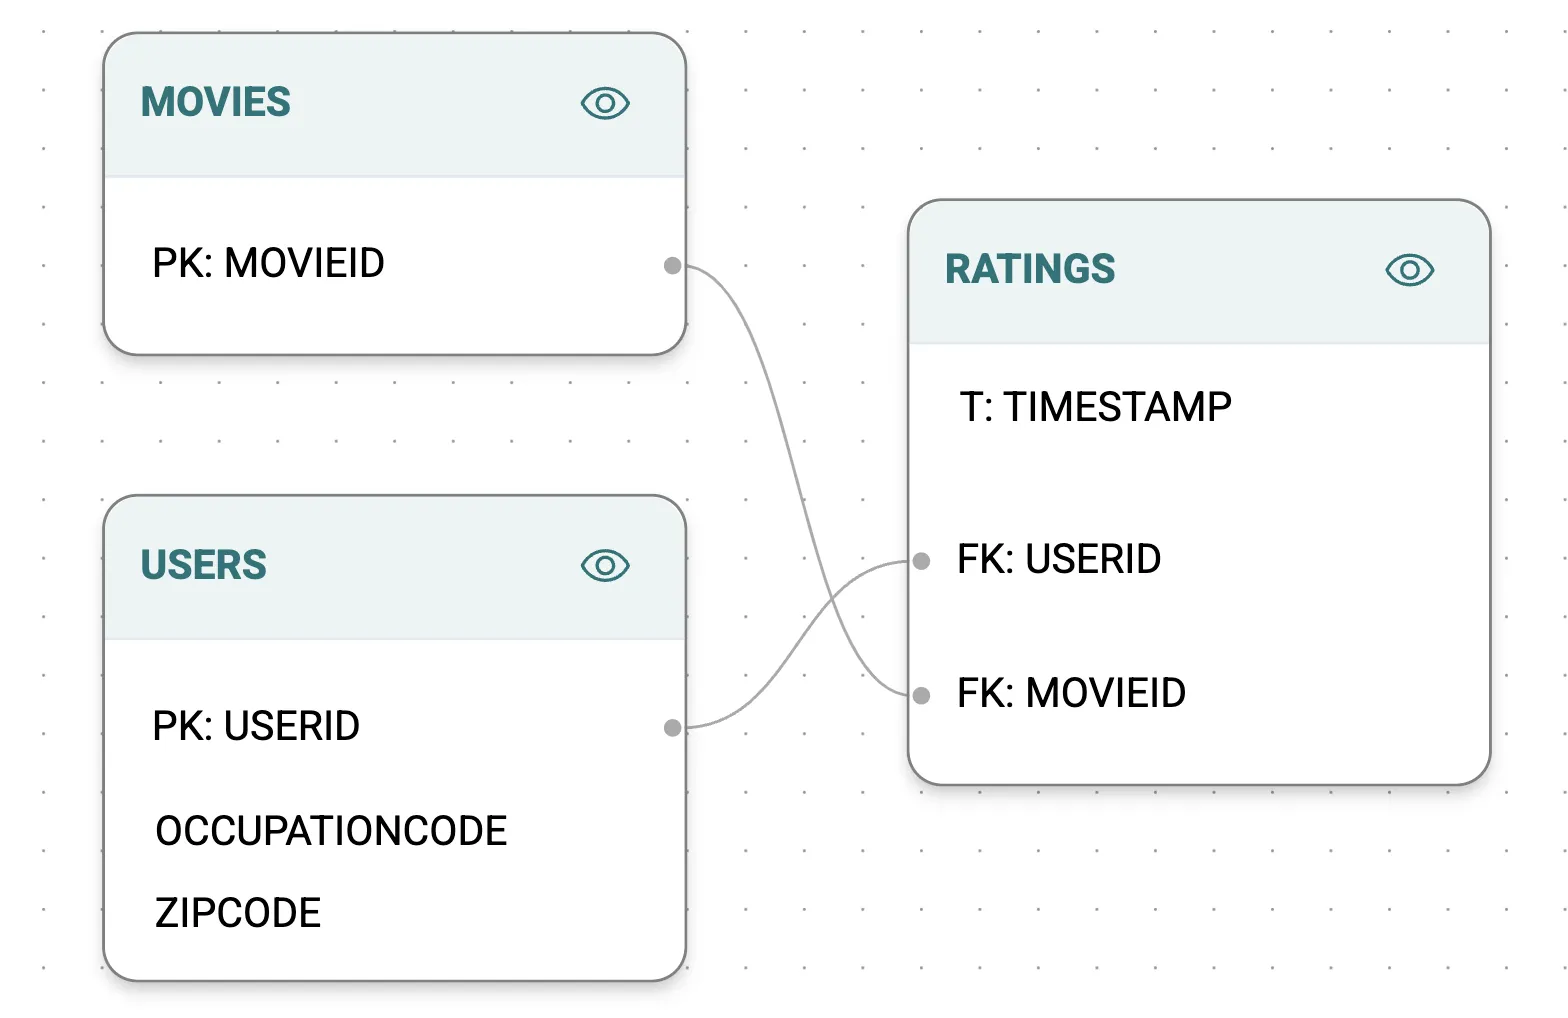 MOVIES
PK: MOVIEID
USERS
PK: USERID
OCCUPATIONCODE
ZIPCODE
RATINGS
T: TIMESTAMP
FK: USERID
FK: MOVIEID